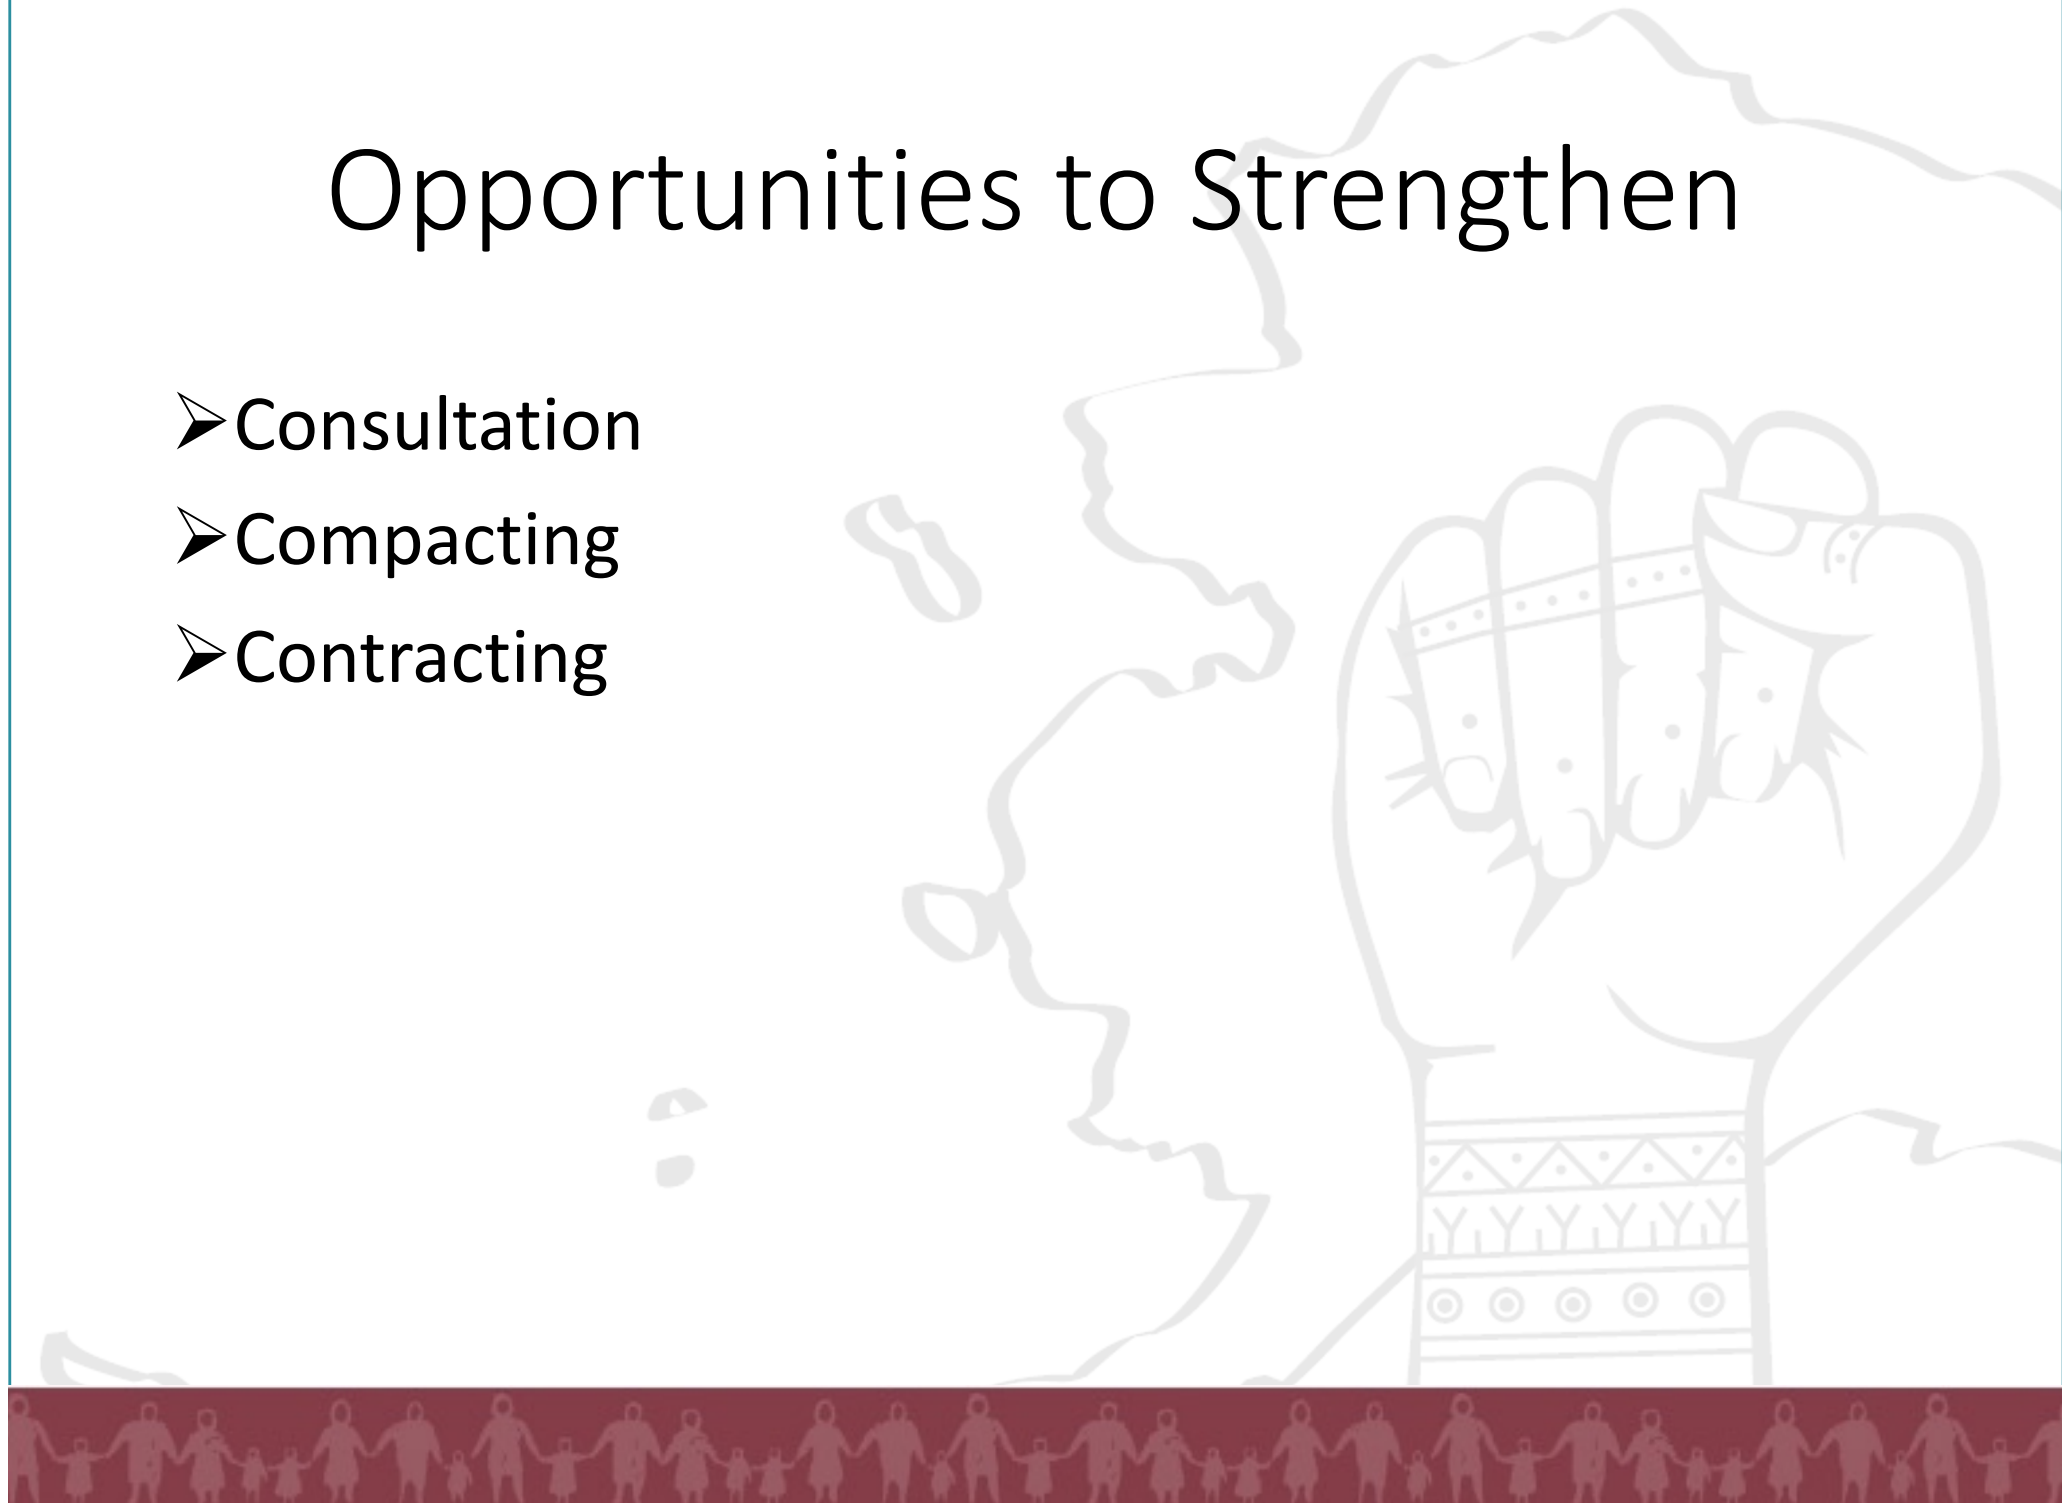 Opportunities to Strengthen
➢Consultation
➢Compacting
➢Contracting